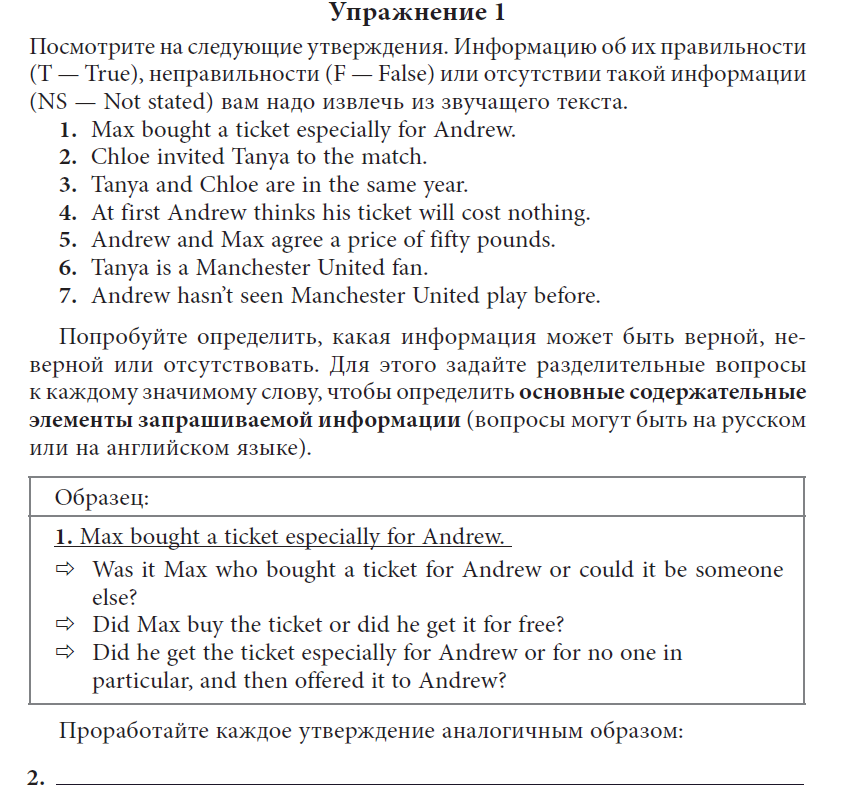 Упражнение 1
Посмотрите на следующие утверждения. Информацию об их правильности
(T — True), неправильности (F — False) или отсутствии такой информации
(NS — Not stated) вам надо извлечь из звучащего текста.
1. Max bought a ticket especially for Andrew.
2. Chloe invited Tanya to the match.
3. Tanya and Chloe are in the same year.
4. At first Andrew thinks his ticket will cost nothing.
5. Andrew and Max agree a price of fifty pounds.
6. Tanya is a Manchester United fan.
7. Andrew hasn’t seen Manchester United play before.
Попробуйте определить, какая информация может быть верной, не-
верной или отсутствовать. Для этого задайте разделительные вопросы
к каждому значимому слову, чтобы определить основные содержательные
элементы запрашиваемой информации (вопросы могут быть на русском
или на английском языке).
Образец:
1. Max bought a ticket especially for Andrew.
⇨ Was it Max who bought a ticket for Andrew or could it be someone
else?
⇨ Did Max buy the ticket or did he get it for free?
⇨ Did he get the ticket especially for Andrew or for no one in
particular, and then offered it to Andrew?
Проработайте каждое утверждение аналогичным образом:
2.